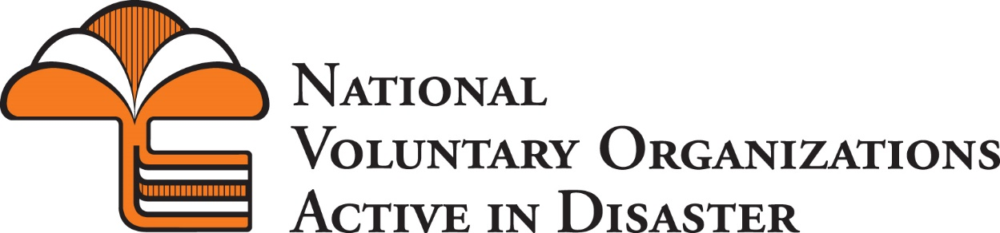 National
Voluntary Organizations
Active in Disaster